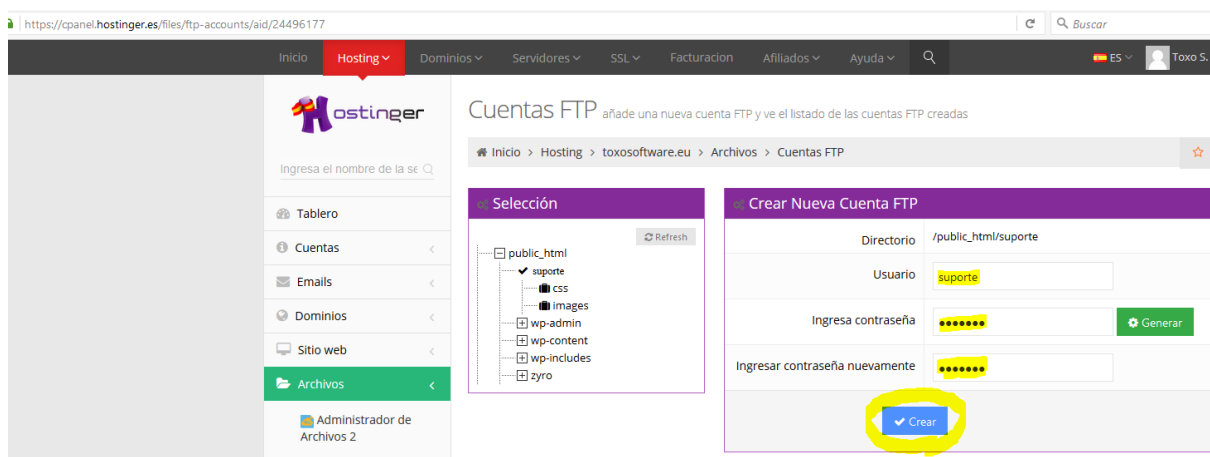 https://cpanel.hostinger.es/files/ftp-accounts/aid/24496177
Buscar
Inicio Hosting Dominios Servidores SSL Facturacion Afiliados Ayuda ES Toxo S.
Hostinger
Cuentas FTP añade una nueva cuenta FTP y ve el listado de las cuentas FTP creadas
Inicio > Hosting > toxosoftware.eu > Archivos > Cuentas FTP
Ingresa el nombre de la se
Tablero
Cuentas
Emails
Dominios
Sitio web
Archivos
Administrador de
Archivos 2
Selección
Refresh
public_html
suporte
css
images
wp-admin
wp-content
wp-includes
zyro
Crear Nueva Cuenta FTP
Directorio /public_html/suporte
Usuario suporte
Ingresa contraseña ●●●●●●● Generar
Ingresar contraseña nuevamente ●●●●●●●
Crear